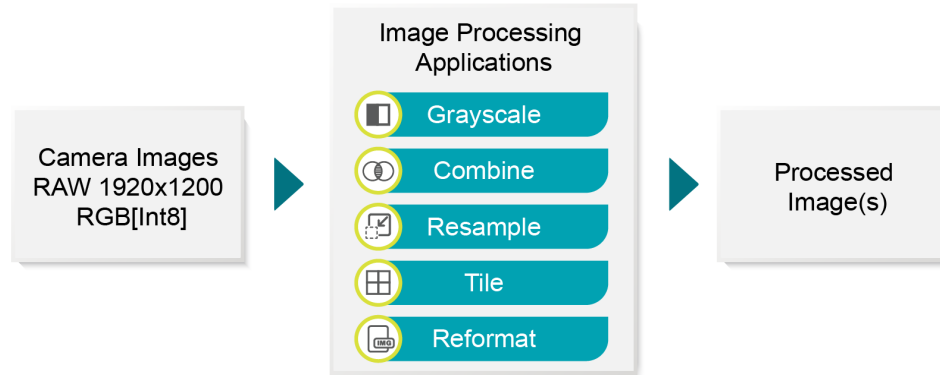 Image Processing
Applications
Grayscale
Combine
Resample
Tile
IMG
Reformat
Camera Images
RAW 1920x1200
RGB[Int8]
Processed
Image(s)